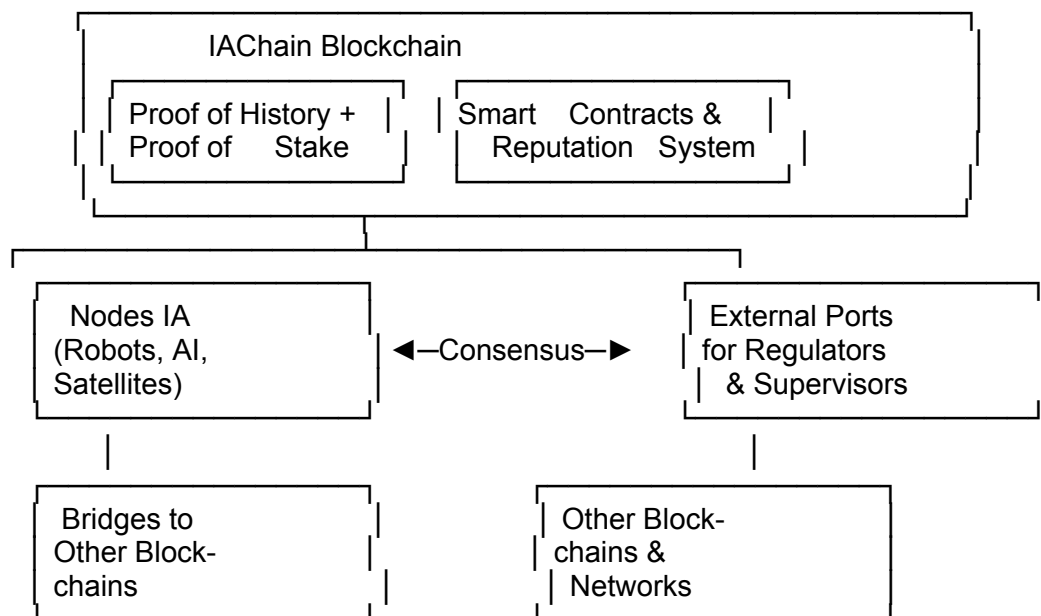 IAChain Blockchain
Proof of History +
Proof of Stake
Smart Contracts &
Reputation System
Nodes IA
(Robots, AI,
Satellites)
◄─Consensus─►
External Ports
for Regulators
& Supervisors
Bridges to
Other Block-
chains
Other Block-
chains &
Networks